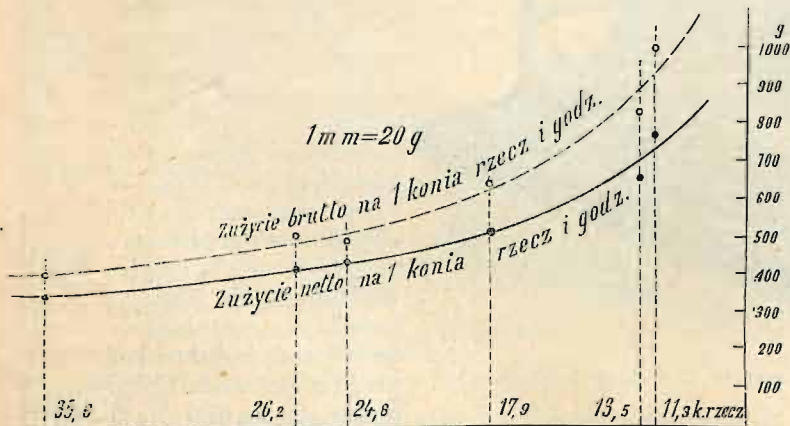 g
1000
900
800
700
600
500
400
300
200
100
1 mm=20 g
Zużycie brutto na 1 konia rzecz i godz.
Zużycie netto na 1 konia rzecz i godz.
35, 6 26, 2 24, 8 17, 9 13, 5 11, 3 k. rzecz.